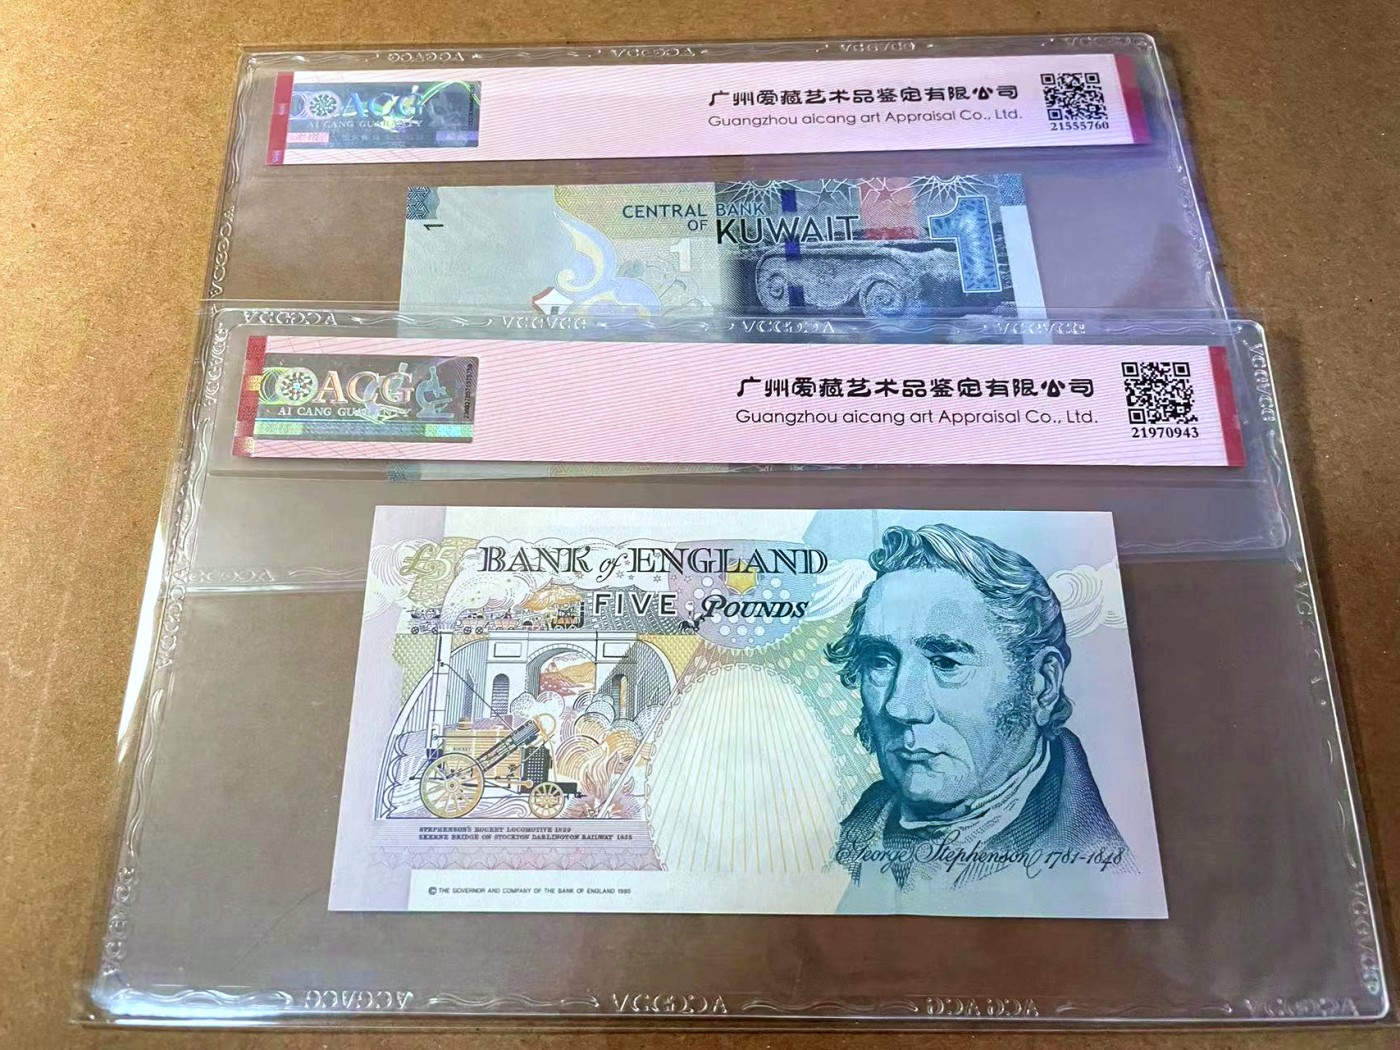 ACG
AI CANG GUARANTY
广州爱藏艺术品鉴定有限公司
Guangzhou aicang art Appraisal Co., Ltd.
21555760
1
CENTRAL BANK
OF KUWAIT
1
1
ACG
AI CANG GUARANTY
广州爱藏艺术品鉴定有限公司
Guangzhou aicang art Appraisal Co., Ltd.
21970943
£5
BANK of ENGLAND
FIVE POUNDS
ROCKET
STEPHENSON'S ROCKET LOCOMOTIVE 1829
SKERNE BRIDGE ON STOCKTON DARLINGTON RAILWAY 1825
George Stephenson 1781-1848
© THE GOVERNOR AND COMPANY OF THE BANK OF ENGLAND 1990